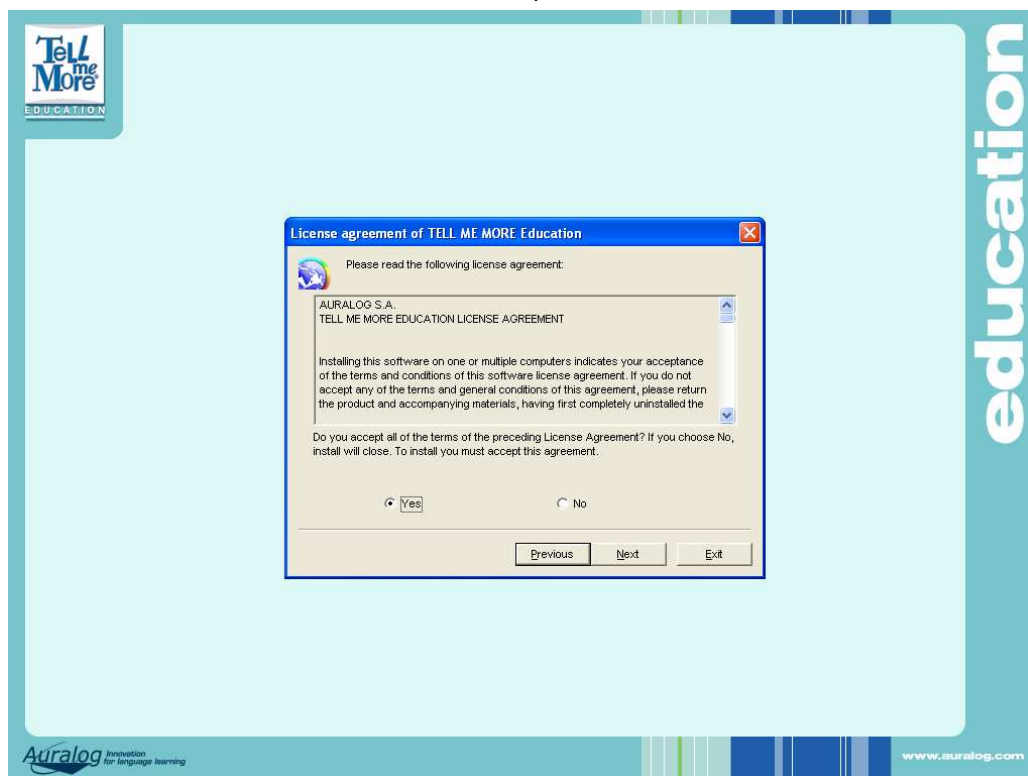 Tell
me
More
EDUCATION
education
License agreement of TELL ME MORE Education
Please read the following license agreement:
AURALOG S.A.
TELL ME MORE EDUCATION LICENSE AGREEMENT
Installing this software on one or multiple computers indicates your acceptance
of the terms and conditions of this software license agreement. If you do not
accept any of the terms and general conditions of this agreement, please return
the product and accompanying materials, having first completely uninstalled the
Do you accept all of the terms of the preceding License Agreement? If you choose No,
install will close. To install you must accept this agreement.
Yes No
Previous Next Exit
Auralog Innovation
for language learning
www.auralog.com